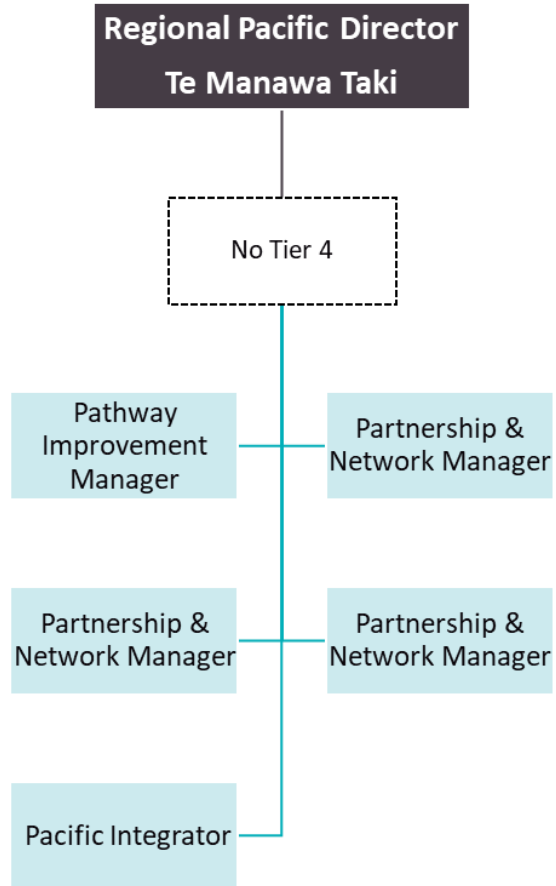 Regional Pacific Director
Te Manawa Taki
No Tier 4
Pathway
Improvement
Manager
Partnership &
Network Manager
Partnership &
Network Manager
Partnership &
Network Manager
Pacific Integrator